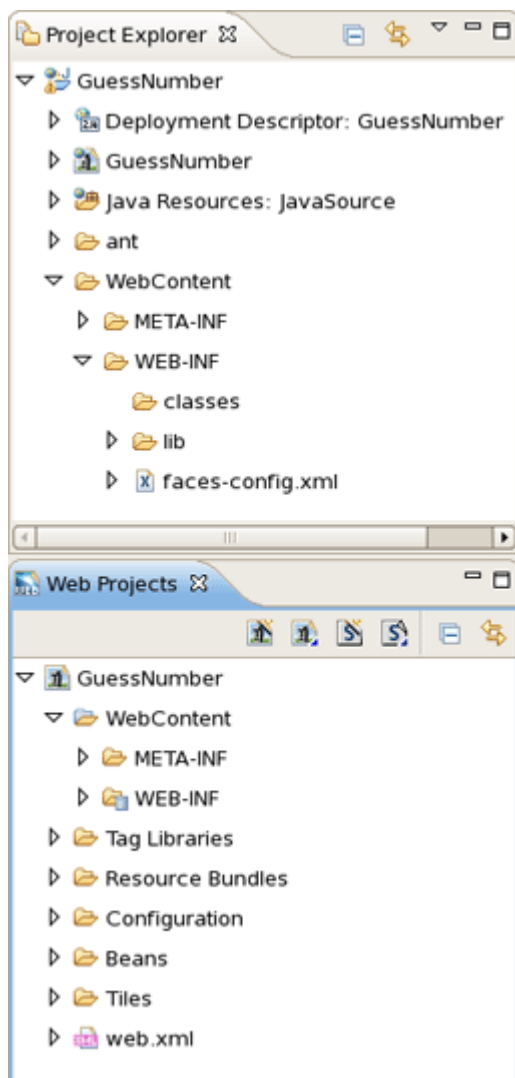 Project Explorer
GuessNumber
Deployment Descriptor: GuessNumber
GuessNumber
Java Resources: JavaSource
ant
WebContent
META-INF
WEB-INF
classes
lib
faces-config.xml
Web Projects
GuessNumber
WebContent
META-INF
WEB-INF
Tag Libraries
Resource Bundles
Configuration
Beans
Tiles
web.xml